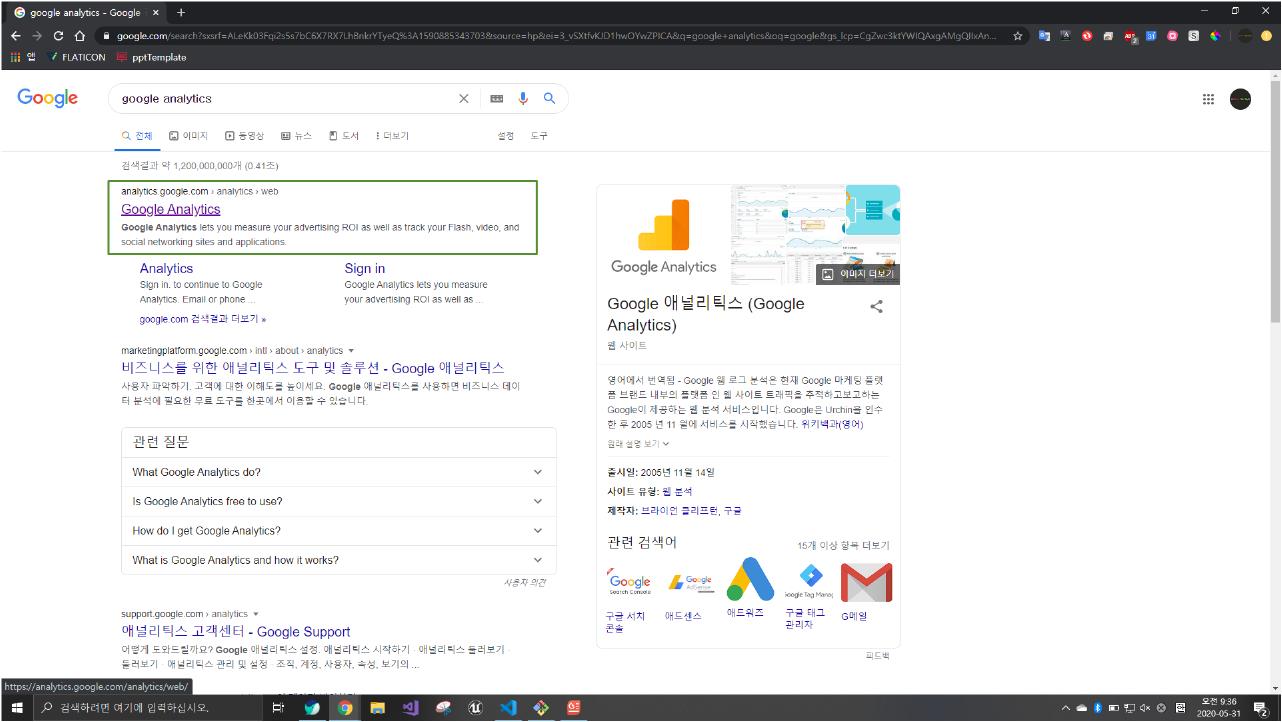 google analytics - Google
google.com/search?sxsrf=ALeKk03Fqi2s5s7bC6X7RX7LhBnkrYTyeQ%3A1590885343703&source=hp&ei=3_vSXtfvKJD1hwOYwZPICA&q=google+analytics&oq=google&gs_lcp=CgZwc3ktYWIQAxgAMgQIIxAn...
앱 FLATICON pptTemplate
Google google analytics
전체 이미지 동영상 뉴스 도서 더보기 설정 도구
검색결과 약 1,200,000,000개 (0.41초)
analytics.google.com › analytics › web
Google Analytics
Google Analytics lets you measure your advertising ROI as well as track your Flash, video, and
social networking sites and applications.
Analytics
Sign in. to continue to Google
Analytics. Email or phone ...
Sign in
Google Analytics lets you measure
your advertising ROI as well as ...
google.com 검색결과 더보기 »
marketingplatform.google.com › intl › about › analytics
비즈니스를 위한 애널리틱스 도구 및 솔루션 - Google 애널리틱스
사용자 파악하기. 고객에 대한 이해도를 높이세요. Google 애널리틱스를 사용하면 비즈니스 데이
터 분석에 필요한 무료 도구를 한곳에서 이용할 수 있습니다.
관련 질문
What Google Analytics do?
Is Google Analytics free to use?
How do I get Google Analytics?
What is Google Analytics and how it works?
사용자 의견
support.google.com › analytics
애널리틱스 고객센터 - Google Support
어떻게 도와드릴까요? Google 애널리틱스 설정. 애널리틱스 시작하기 · 애널리틱스 둘러보기 ·
둘러보기 · 애널리틱스 관리 및 설정 · 조직, 계정, 사용자, 속성, 보기의 ...
Google Analytics
이미지 더보기
Google 애널리틱스 (Google
Analytics)
웹 사이트
영어에서 번역됨 - Google 웹 로그 분석은 현재 Google 마케팅 플랫
폼 브랜드 내부의 플랫폼 인 웹 사이트 트래픽을 추적하고보고하는
Google이 제공하는 웹 분석 서비스입니다. Google은 Urchin을 인수
한 후 2005 년 11 월에 서비스를 시작했습니다. 위키백과(영어)
원래 설명 보기
출시일: 2005년 11월 14일
사이트 유형: 웹 분석
제작자: 브라이언 클리프턴, 구글
관련 검색어 15개 이상 항목 더보기
Google
Search Console
Google
AdSense
Google Tag Manag
구글 서치
콘솔
애드센스
애드워즈
구글 태그
관리자
G메일
피드백
https://analytics.google.com/analytics/web/
검색하려면 여기에 입력하십시오.
오전 9:36
2020-05-31
2